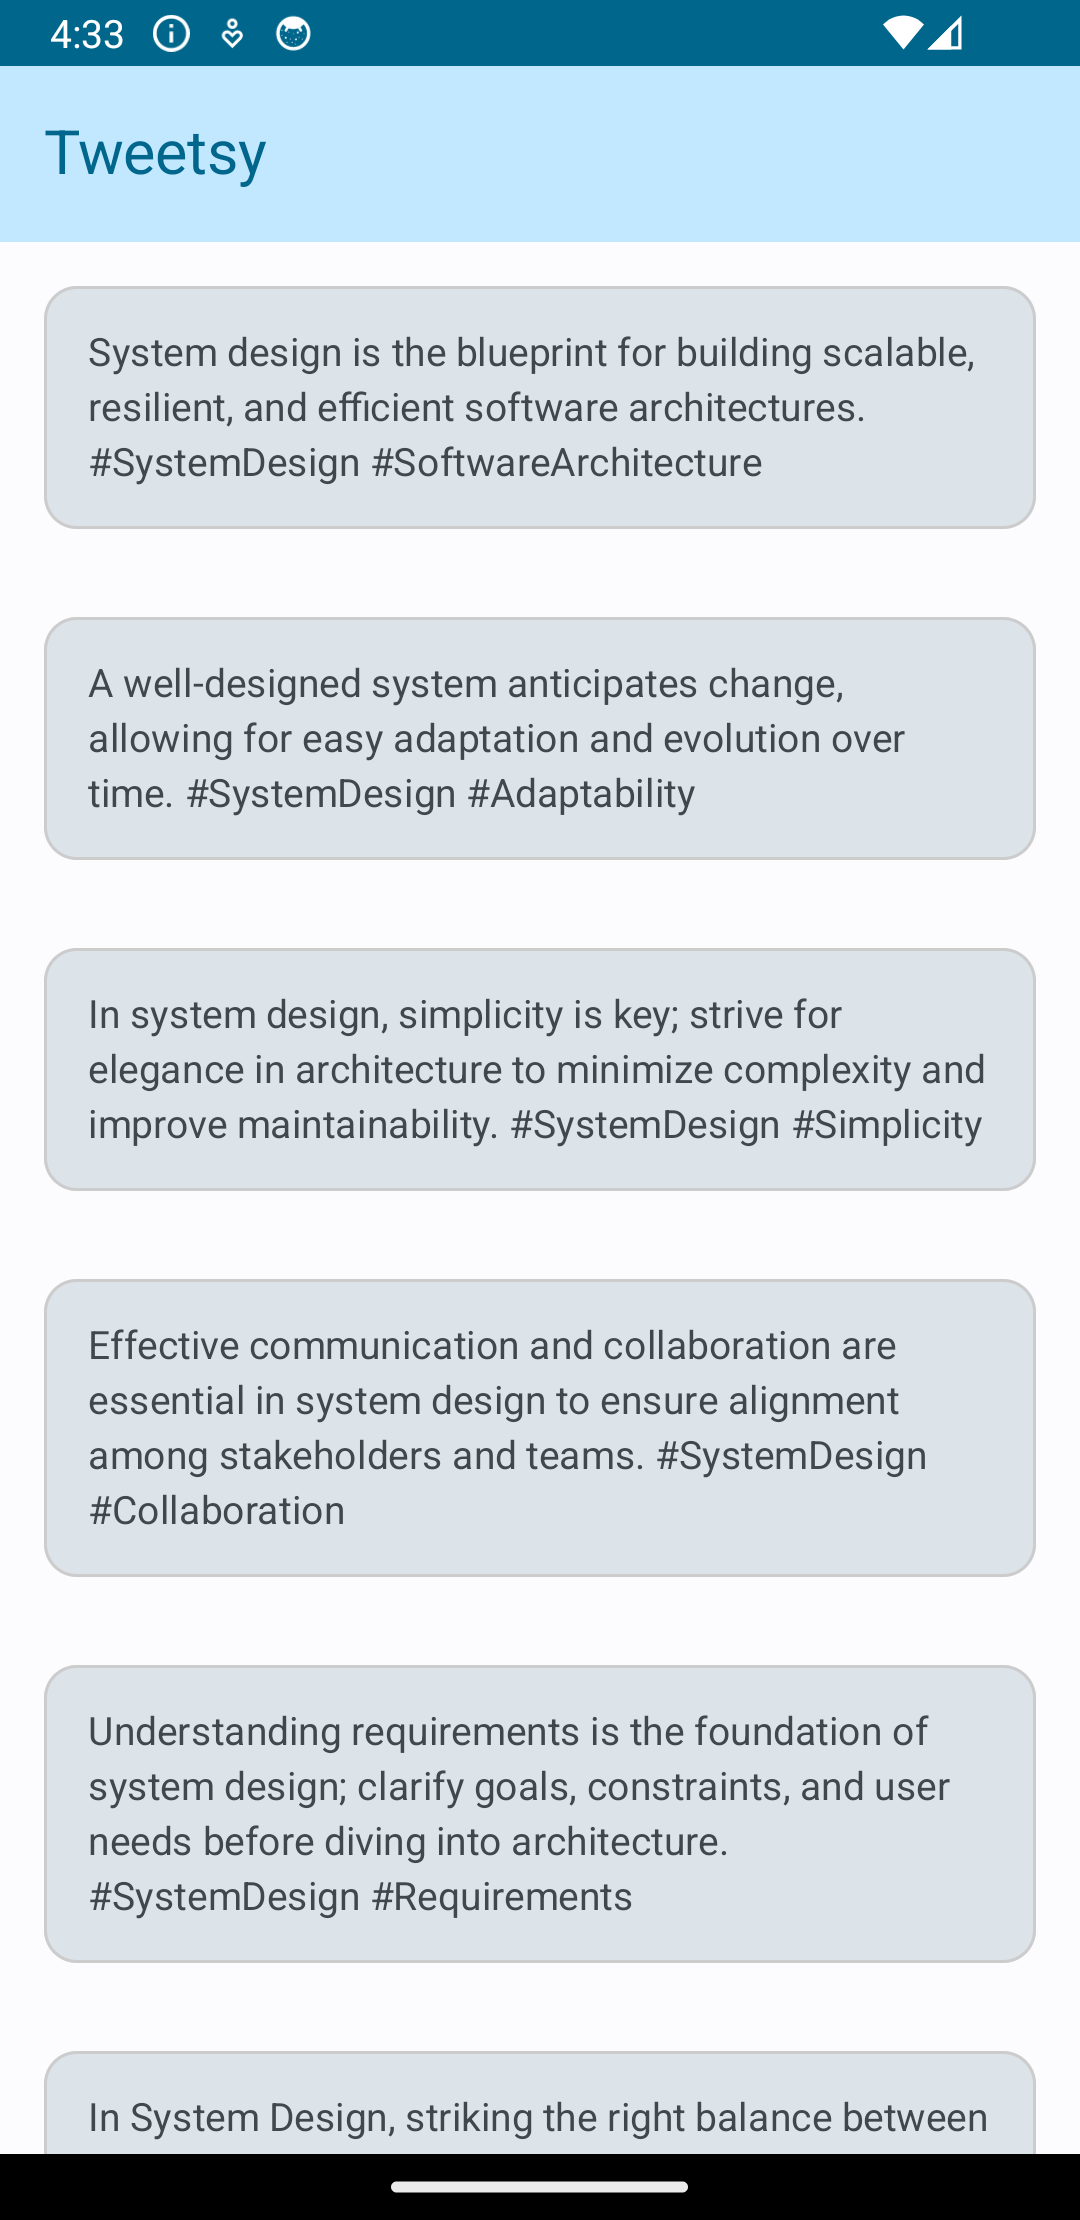 4:33
Tweetsy
System design is the blueprint for building scalable,
resilient, and efficient software architectures.
#SystemDesign #SoftwareArchitecture
A well-designed system anticipates change,
allowing for easy adaptation and evolution over
time. #SystemDesign #Adaptability
In system design, simplicity is key; strive for
elegance in architecture to minimize complexity and
improve maintainability. #SystemDesign #Simplicity
Effective communication and collaboration are
essential in system design to ensure alignment
among stakeholders and teams. #SystemDesign
#Collaboration
Understanding requirements is the foundation of
system design; clarify goals, constraints, and user
needs before diving into architecture.
#SystemDesign #Requirements
In System Design, striking the right balance between